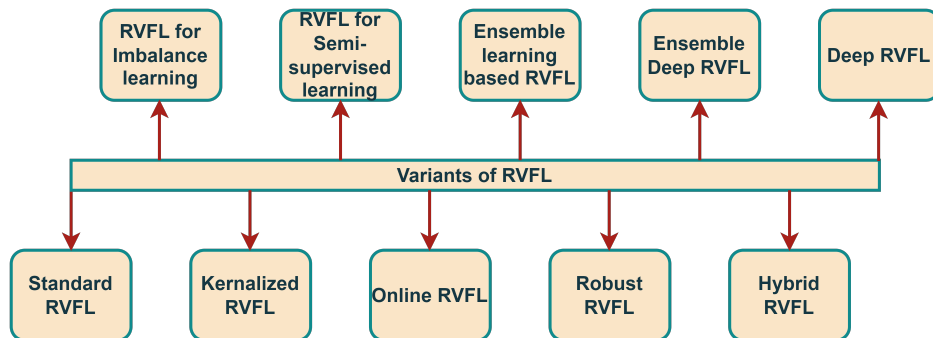 RVFL for
Imbalance
learning
RVFL for
Semi-
supervised
learning
Ensemble
learning
based RVFL
Ensemble
Deep RVFL
Deep RVFL
Variants of RVFL
Standard
RVFL
Kernalized
RVFL
Online RVFL
Robust
RVFL
Hybrid
RVFL